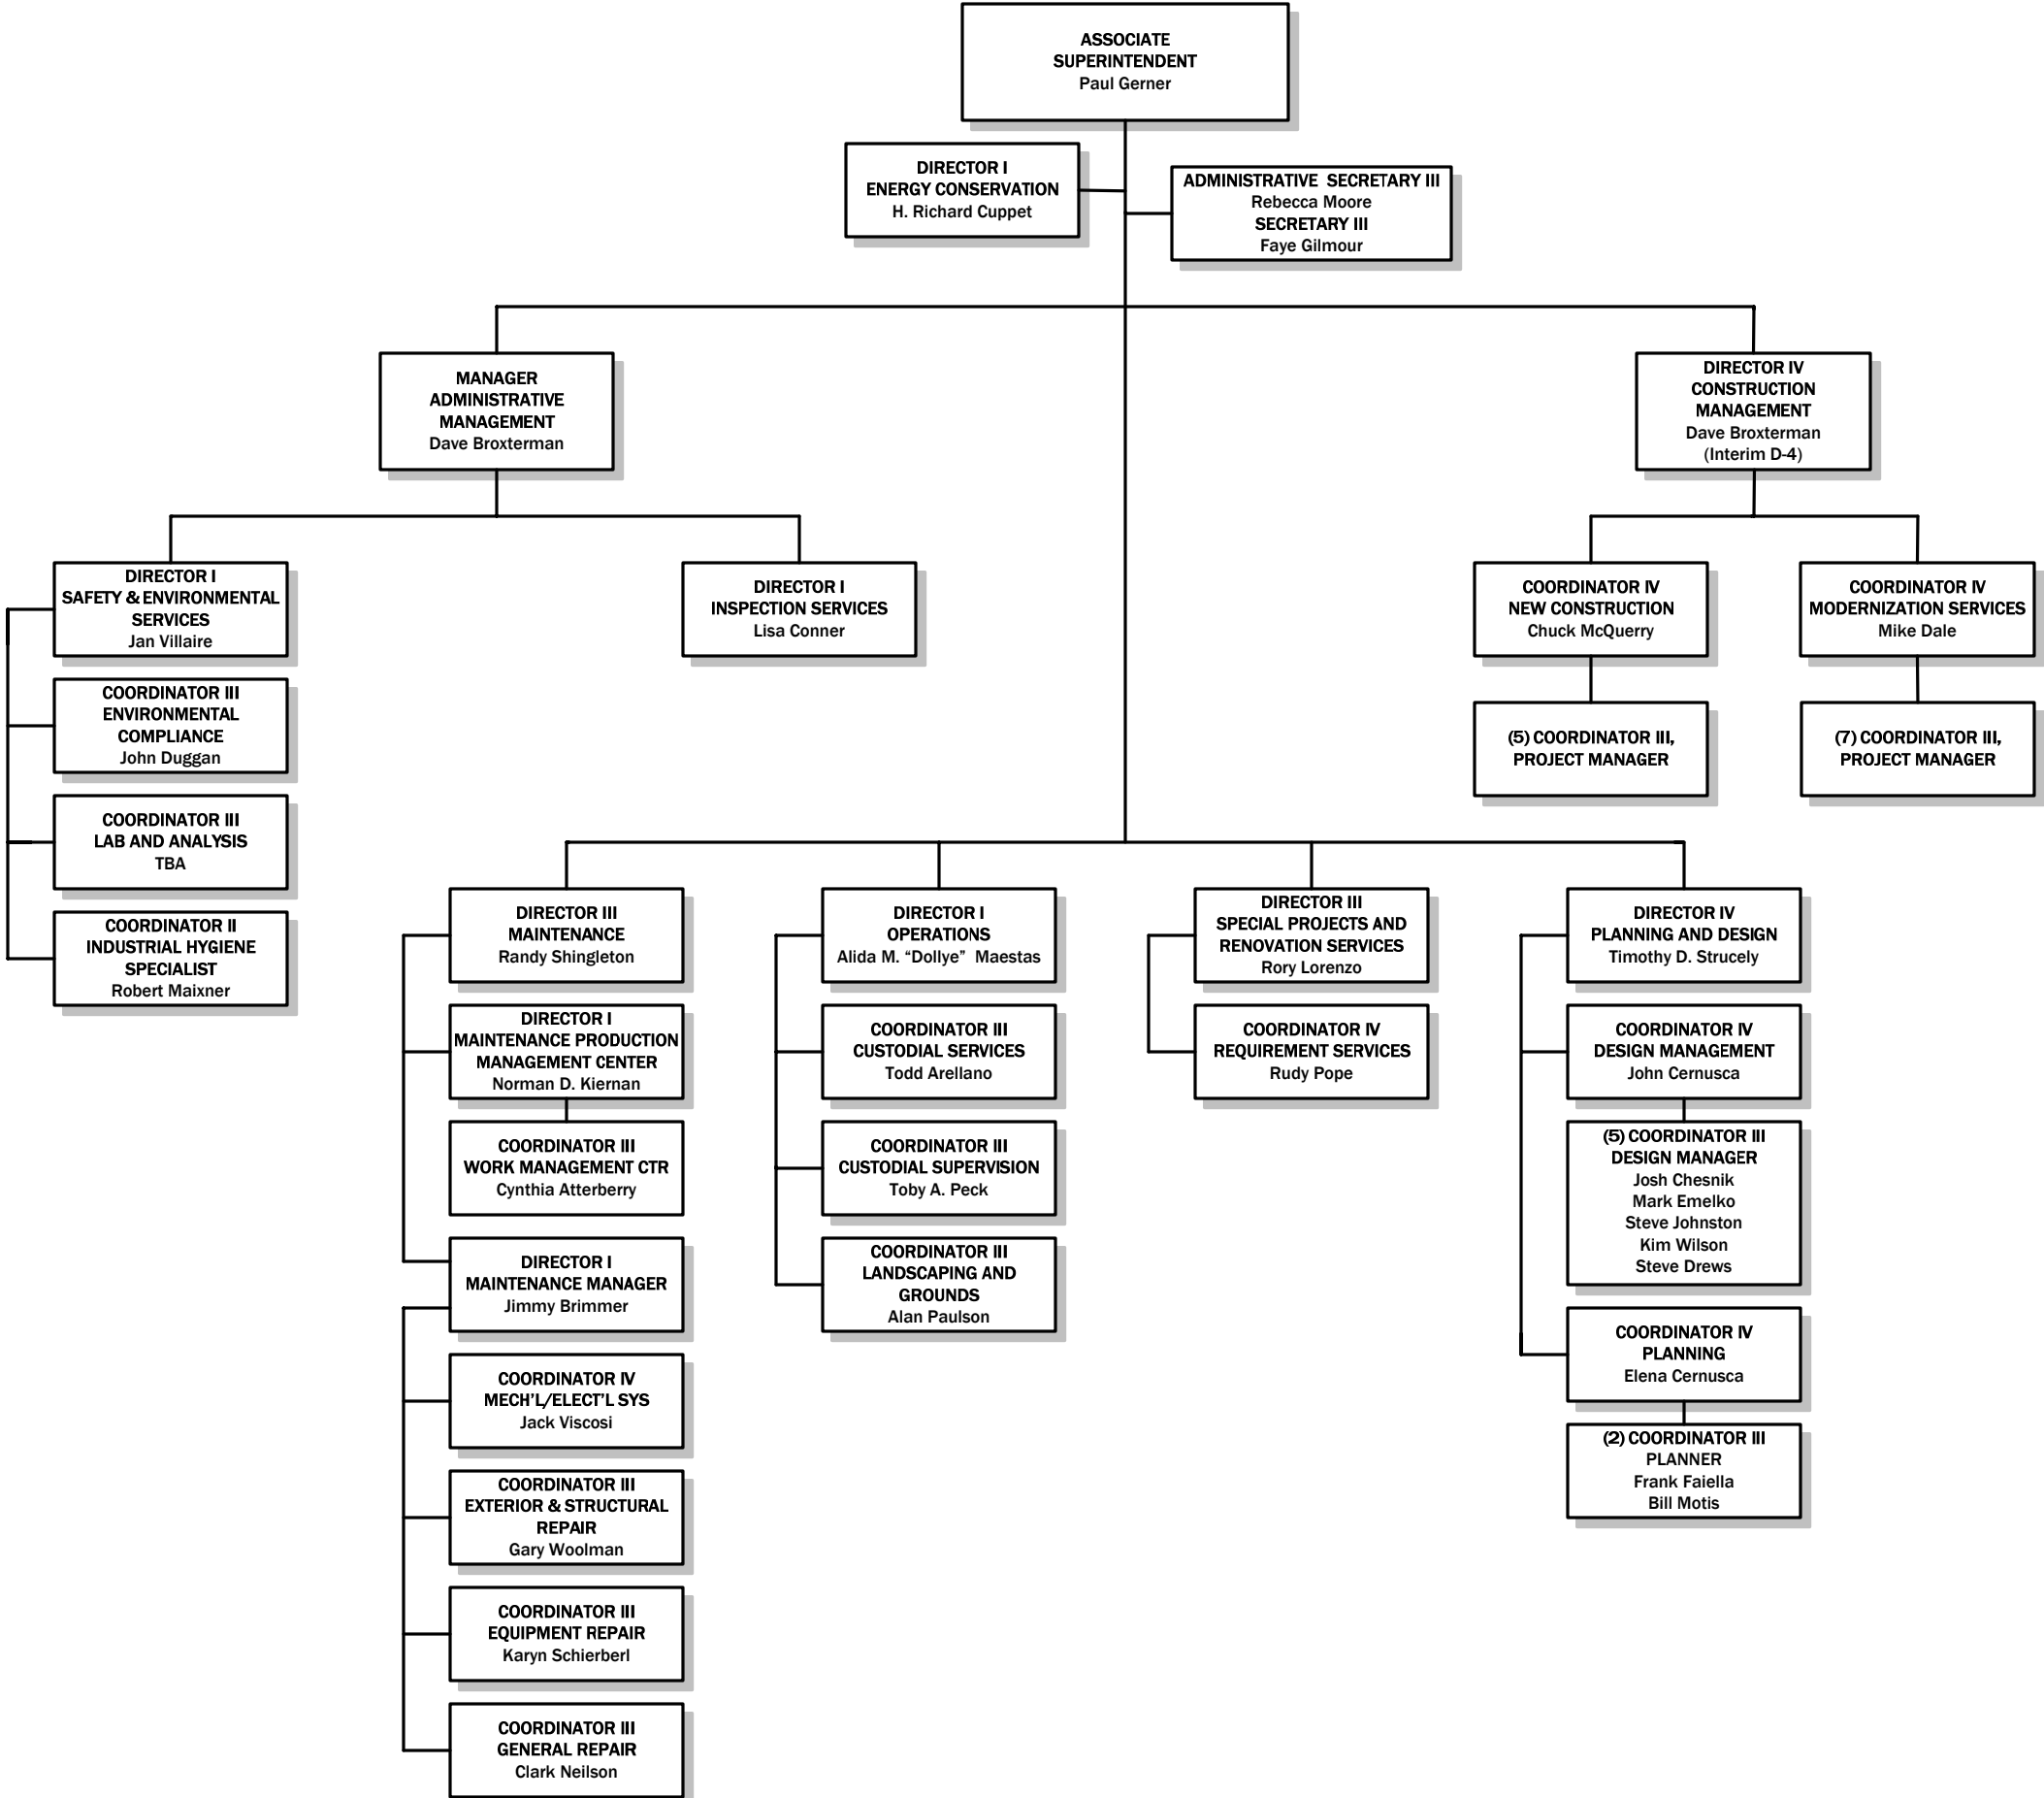 ASSOCIATE
SUPERINTENDENT
Paul Gerner
DIRECTOR I
ENERGY CONSERVATION
H. Richard Cuppet
ADMINISTRATIVE SECRETARY III
Rebecca Moore
SECRETARY III
Faye Gilmour
MANAGER
ADMINISTRATIVE
MANAGEMENT
Dave Broxterman
DIRECTOR IV
CONSTRUCTION
MANAGEMENT
Dave Broxterman
(Interim D-4)
DIRECTOR I
SAFETY & ENVIRONMENTAL
SERVICES
Jan Villaire
DIRECTOR I
INSPECTION SERVICES
Lisa Conner
COORDINATOR IV
NEW CONSTRUCTION
Chuck McQuerry
COORDINATOR IV
MODERNIZATION SERVICES
Mike Dale
COORDINATOR III
ENVIRONMENTAL
COMPLIANCE
John Duggan
(5) COORDINATOR III,
PROJECT MANAGER
(7) COORDINATOR III,
PROJECT MANAGER
COORDINATOR III
LAB AND ANALYSIS
TBA
COORDINATOR II
INDUSTRIAL HYGIENE
SPECIALIST
Robert Maixner
DIRECTOR III
MAINTENANCE
Randy Shingleton
DIRECTOR I
MAINTENANCE PRODUCTION
MANAGEMENT CENTER
Norman D. Kiernan
COORDINATOR III
WORK MANAGEMENT CTR
Cynthia Atterberry
DIRECTOR I
MAINTENANCE MANAGER
Jimmy Brimmer
COORDINATOR IV
MECH'L/ELECT'L SYS
Jack Viscosi
COORDINATOR III
EXTERIOR & STRUCTURAL
REPAIR
Gary Woolman
COORDINATOR III
EQUIPMENT REPAIR
Karyn Schierberl
COORDINATOR III
GENERAL REPAIR
Clark Neilson
DIRECTOR I
OPERATIONS
Alida M. “Dollye” Maestas
COORDINATOR III
CUSTODIAL SERVICES
Todd Arellano
COORDINATOR III
CUSTODIAL SUPERVISION
Toby A. Peck
COORDINATOR III
LANDSCAPING AND
GROUNDS
Alan Paulson
DIRECTOR III
SPECIAL PROJECTS AND
RENOVATION SERVICES
Rory Lorenzo
COORDINATOR IV
REQUIREMENT SERVICES
Rudy Pope
DIRECTOR IV
PLANNING AND DESIGN
Timothy D. Strucely
COORDINATOR IV
DESIGN MANAGEMENT
John Cernusca
(5) COORDINATOR III
DESIGN MANAGER
Josh Chesnik
Mark Emelko
Steve Johnston
Kim Wilson
Steve Drews
COORDINATOR IV
PLANNING
Elena Cernusca
(2) COORDINATOR III
PLANNER
Frank Faiella
Bill Motis